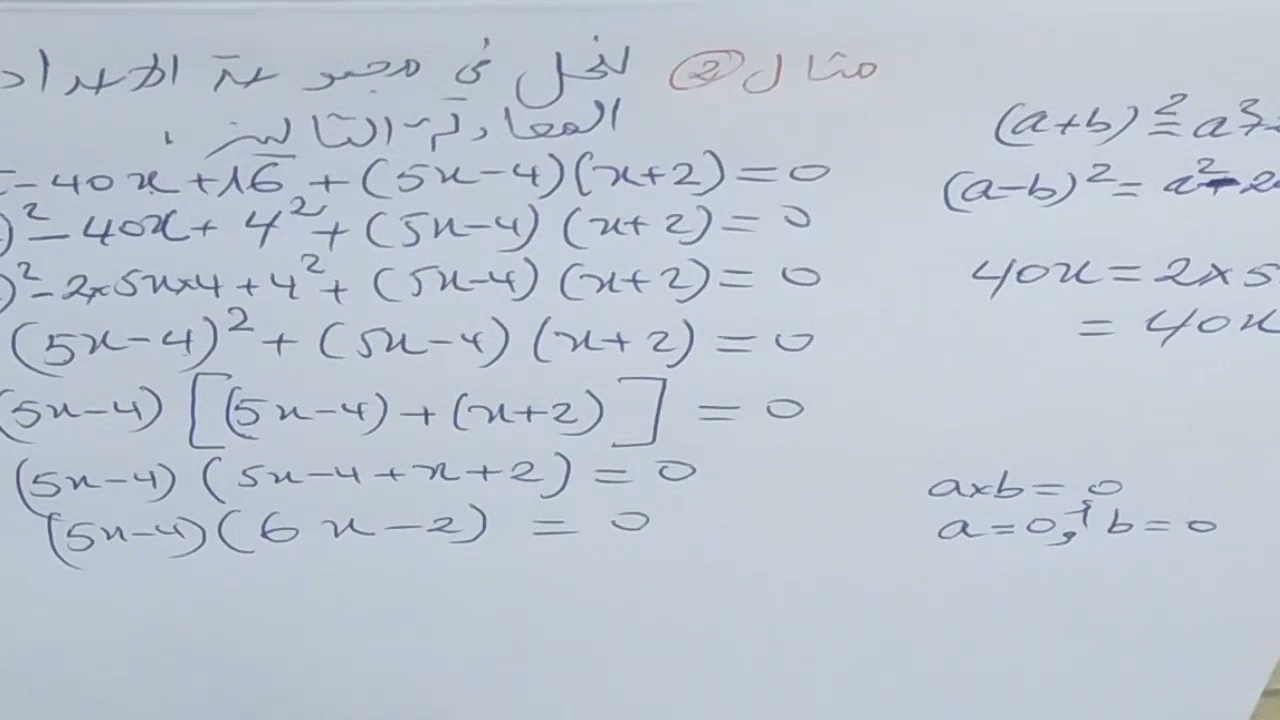 مثال ②
لنحل في مجموعة الأعداد
المعادلة التالية :
-40x+16+(5x-4)(x+2)=0
)²-40x+4²+(5x-4)(x+2)=0
)²-2×5x×4+4²+(5x-4)(x+2)=0
(5x-4)²+(5x-4)(x+2)=0
(5x-4)[(5x-4)+(x+2)]=0
(5x-4)(5x-4+x+2)=0
(5x-4)(6x-2)=0
(a+b)²=a²+
(a-b)²=a²-2
40x=2×5
=40x
a×b=0
a=0 أو b=0